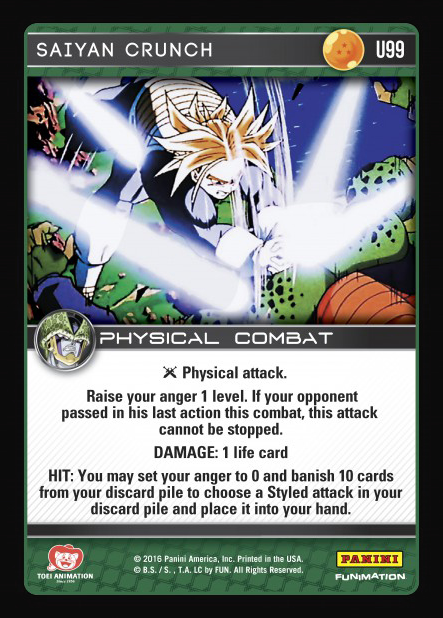 SAIYAN CRUNCH
U99
PHYSICAL COMBAT
Physical attack.
Raise your anger 1 level. If your opponent
passed in his last action this combat, this attack
cannot be stopped.
DAMAGE: 1 life card
HIT: You may set your anger to 0 and banish 10 cards
from your discard pile to choose a Styled attack in your
discard pile and place it into your hand.
TOEI ANIMATION
Since 1956
© 2016 Panini America, Inc. Printed in the USA.
© B.S. / S. , T.A. LC by FUN. All Rights Reserved.
PANINI
FUNIMATION